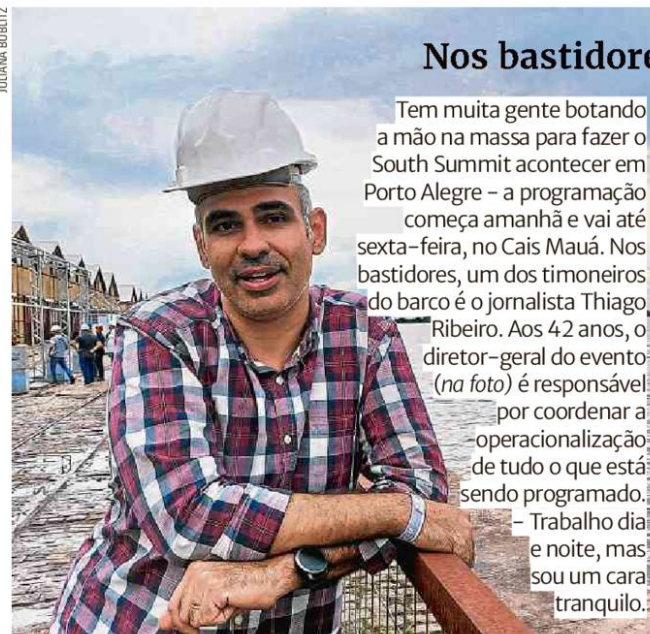 JULIANA BUBLITZ
Nos bastidore
Tem muita gente botando
a mão na massa para fazer o
South Summit acontecer em
Porto Alegre – a programação
começa amanhã e vai até
sexta-feira, no Cais Mauá. Nos
bastidores, um dos timoneiros
do barco é o jornalista Thiago
Ribeiro. Aos 42 anos, o
diretor-geral do evento
(na foto) é responsável
por coordenar a
operacionalização
de tudo o que está
sendo programado.
– Trabalho dia
e noite, mas
sou um cara
tranquilo.